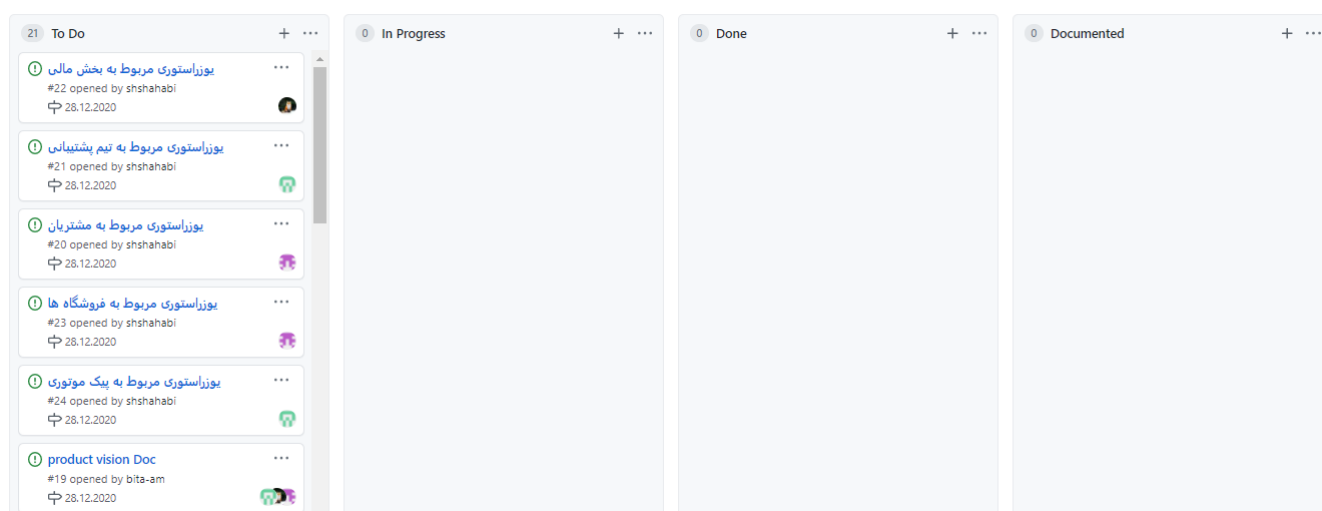 21 To Do
یوزراستوری مربوط به بخش مالی
#22 opened by shshahabi
28.12.2020
یوزراستوری مربوط به تیم پشتیبانی
#21 opened by shshahabi
28.12.2020
یوزراستوری مربوط به مشتریان
#20 opened by shshahabi
28.12.2020
یوزراستوری مربوط به فروشگاه ها
#23 opened by shshahabi
28.12.2020
یوزراستوری مربوط به پیک موتوری
#24 opened by shshahabi
28.12.2020
product vision Doc
#19 opened by bita-am
28.12.2020
0 In Progress
0 Done
0 Documented